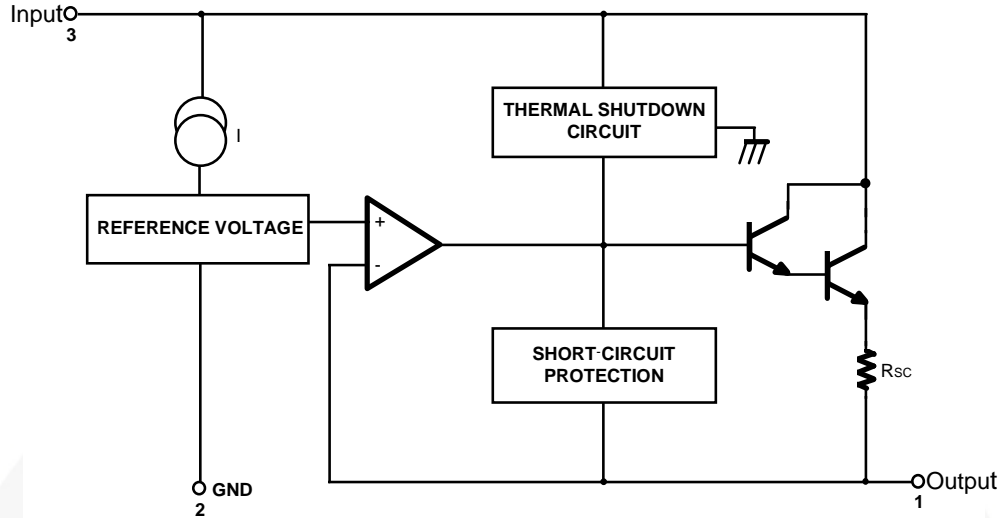 Input
3
THERMAL SHUTDOWN
CIRCUIT
I
REFERENCE VOLTAGE
+
-
SHORT-CIRCUIT
PROTECTION
RSC
GND
2
Output
1